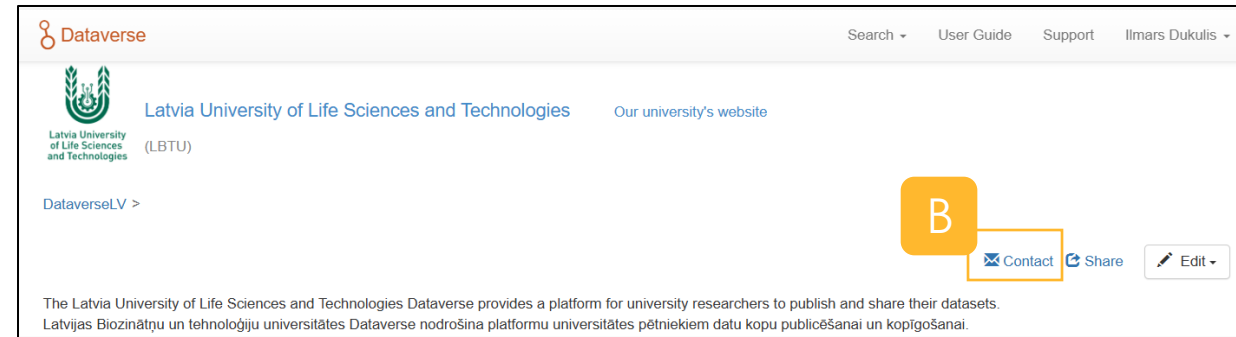 Dataverse
Search User Guide Support Ilmars Dukulis
Latvia University of Life Sciences and Technologies Our university's website
Latvia University
of Life Sciences
and Technologies
(LBTU)
DataverseLV >
B
Contact Share Edit
The Latvia University of Life Sciences and Technologies Dataverse provides a platform for university researchers to publish and share their datasets.
Latvijas Biozinātņu un tehnoloģiju universitātes Dataverse nodrošina platformu universitātes pētniekiem datu kopu publicēšanai un kopīgošanai.